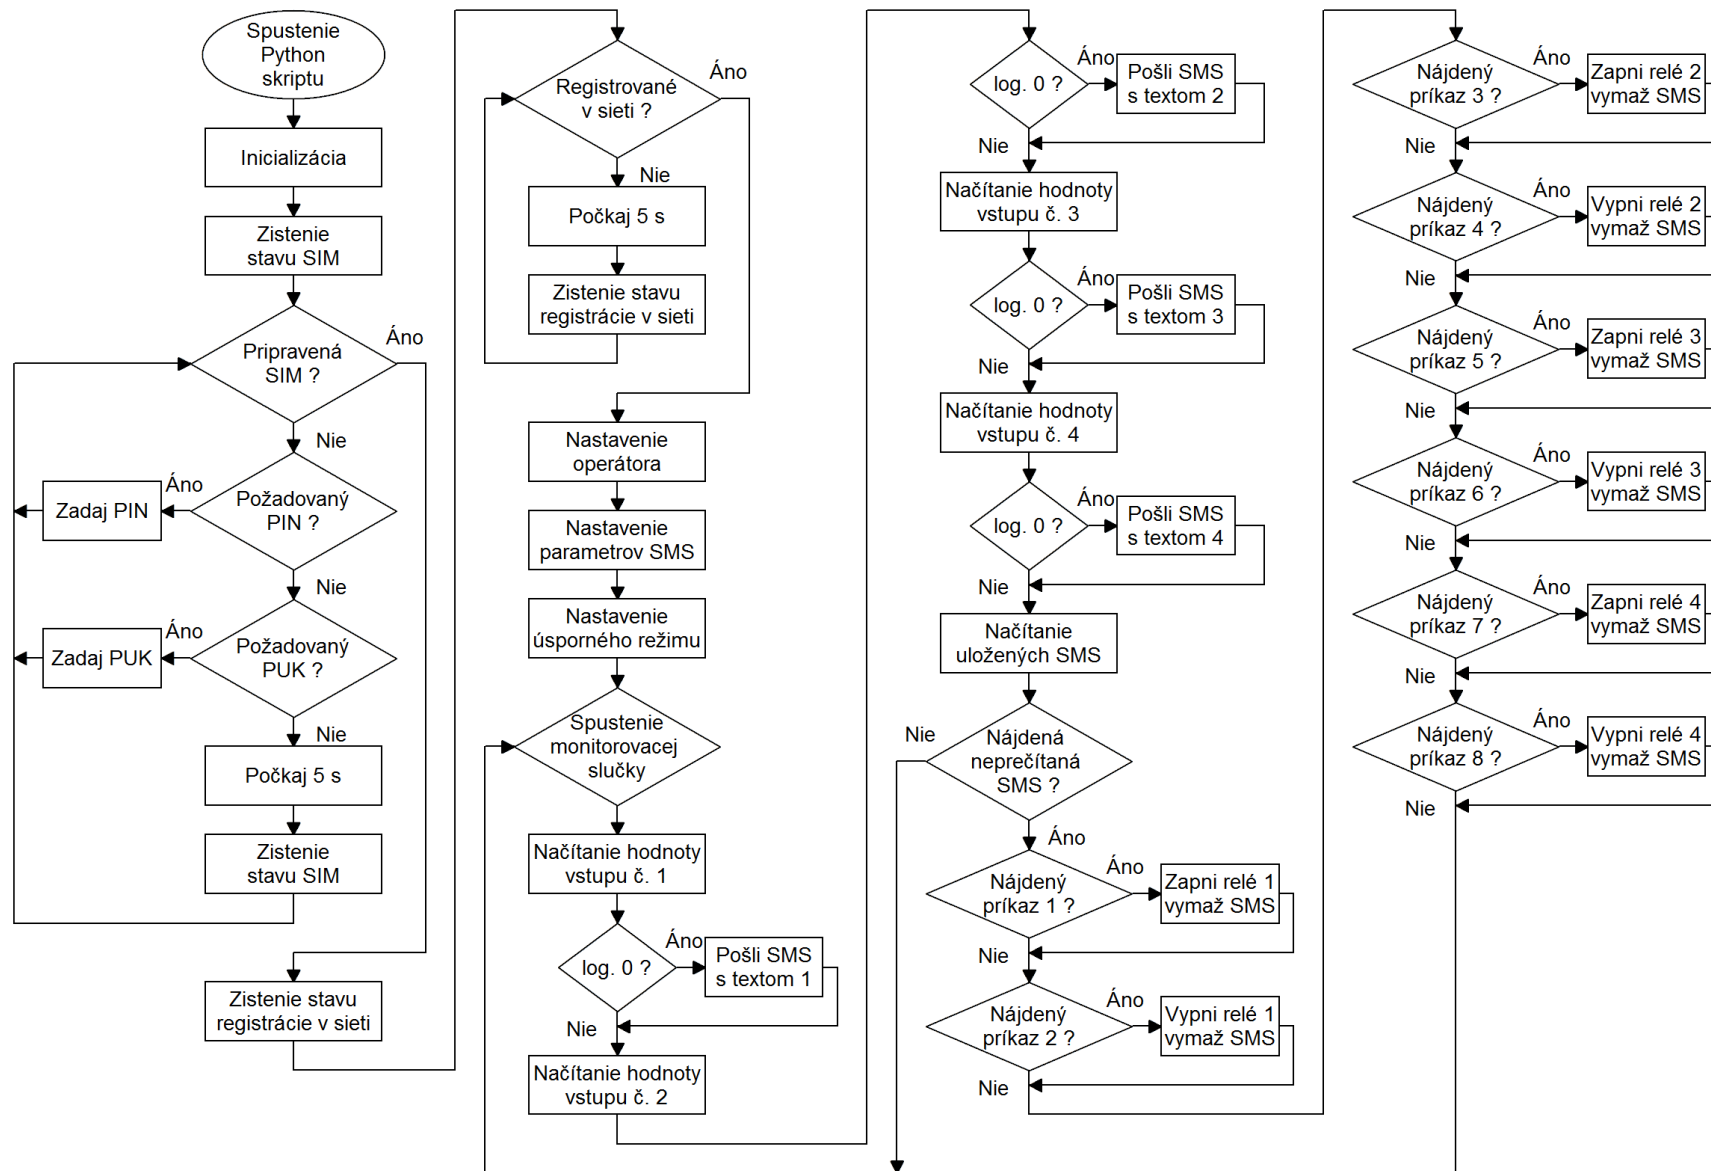 Spustenie
Python
skriptu
Inicializácia
Zistenie
stavu SIM
Pripravená
SIM ?
Áno
Nie
Požadovaný
PIN ?
Áno
Zadaj PIN
Nie
Požadovaný
PUK ?
Áno
Zadaj PUK
Nie
Počkaj 5 s
Zistenie
stavu SIM
Zistenie stavu
registrácie v sieti
Registrované
v sieti ?
Áno
Nie
Počkaj 5 s
Zistenie stavu
registrácie v sieti
Nastavenie
operátora
Nastavenie
parametrov SMS
Nastavenie
úsporného režimu
Spustenie
monitorovacej
slučky
Načítanie hodnoty
vstupu č. 1
log. 0 ?
Áno
Pošli SMS
s textom 1
Nie
Načítanie hodnoty
vstupu č. 2
log. 0 ?
Áno
Pošli SMS
s textom 2
Nie
Načítanie hodnoty
vstupu č. 3
log. 0 ?
Áno
Pošli SMS
s textom 3
Nie
Načítanie hodnoty
vstupu č. 4
log. 0 ?
Áno
Pošli SMS
s textom 4
Nie
Načítanie
uložených SMS
Nie
Nájdená
neprečítaná
SMS ?
Áno
Nájdený
príkaz 1 ?
Áno
Zapni relé 1
vymaž SMS
Nie
Nájdený
príkaz 2 ?
Áno
Vypni relé 1
vymaž SMS
Nie
Nájdený
príkaz 3 ?
Áno
Zapni relé 2
vymaž SMS
Nie
Nájdený
príkaz 4 ?
Áno
Vypni relé 2
vymaž SMS
Nie
Nájdený
príkaz 5 ?
Áno
Zapni relé 3
vymaž SMS
Nie
Nájdený
príkaz 6 ?
Áno
Vypni relé 3
vymaž SMS
Nie
Nájdený
príkaz 7 ?
Áno
Zapni relé 4
vymaž SMS
Nie
Nájdený
príkaz 8 ?
Áno
Vypni relé 4
vymaž SMS
Nie